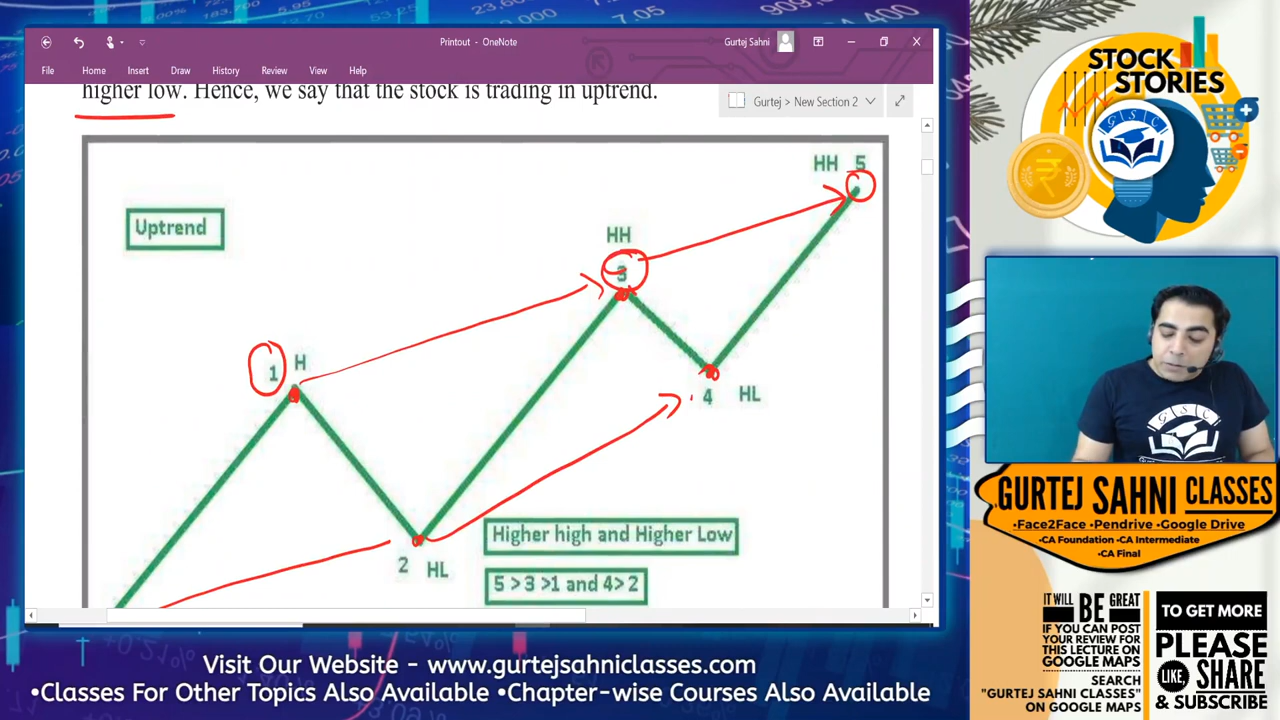 Printout - OneNote
Gurtej Sahni
File Home Insert Draw History Review View Help
higher low. Hence, we say that the stock is trading in uptrend.
Gurtej > New Section 2
Uptrend
HH 5
HH
3
1 H
4 HL
2 HL
Higher high and Higher Low
5 > 3 >1 and 4> 2
STOCK
STORIES
G S C
₹
G S C
GURTEJ SAHNI CLASSES
•Face2Face •Pendrive •Google Drive
•CA Foundation •CA Intermediate
•CA Final
IT WILL BE GREAT
IF YOU CAN POST
YOUR REVIEW FOR
THIS LECTURE ON
GOOGLE MAPS
SEARCH
"GURTEJ SAHNI CLASSES"
ON GOOGLE MAPS
TO GET MORE
PLEASE
LIKE, SHARE
& SUBSCRIBE
Visit Our Website - www.gurtejsahniclasses.com
•Classes For Other Topics Also Available •Chapter-wise Courses Also Available